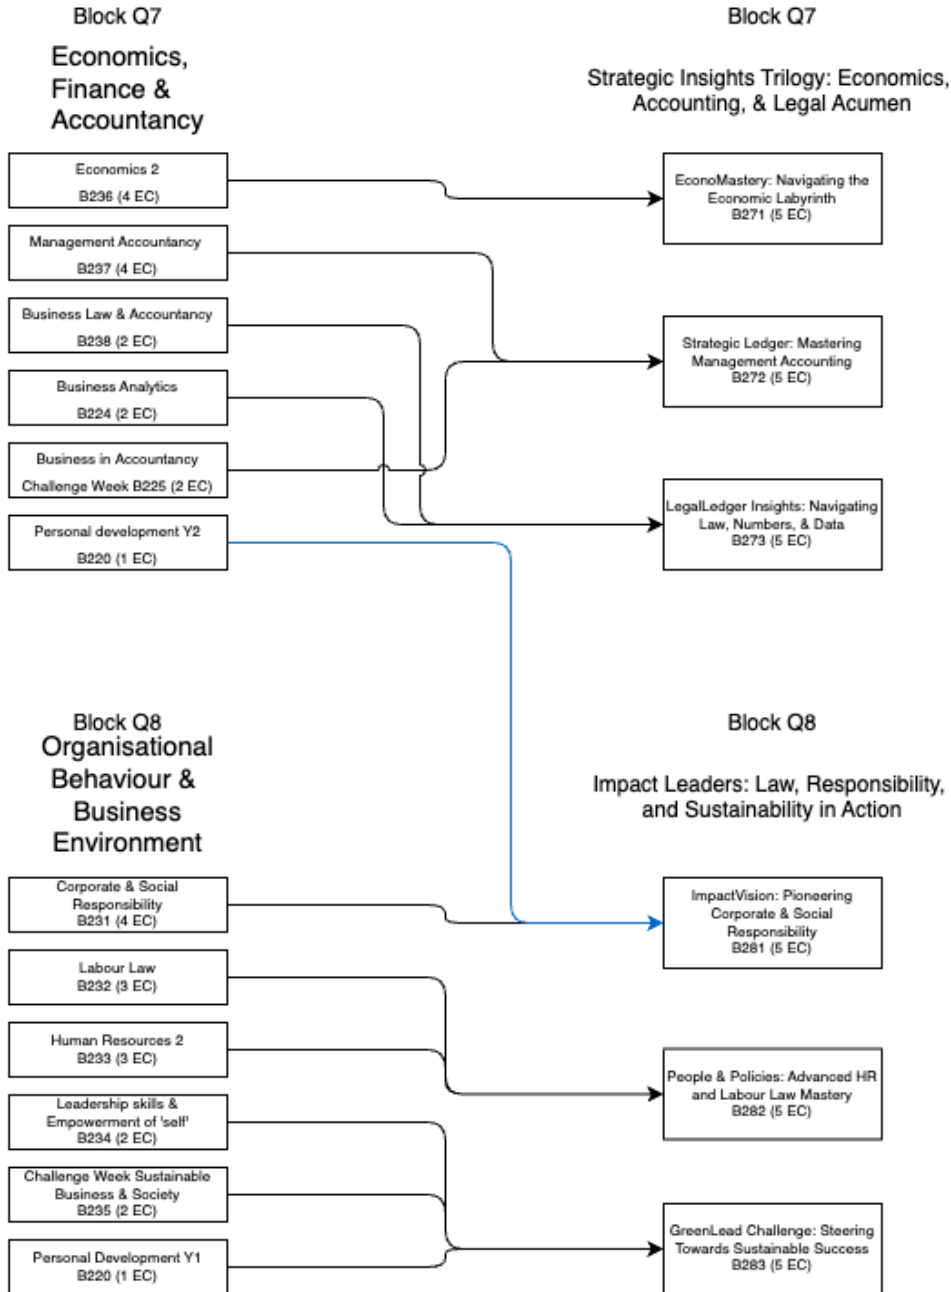 Block Q7
Economics,
Finance &
Accountancy
Economics 2
B236 (4 EC)
Management Accountancy
B237 (4 EC)
Business Law & Accountancy
B238 (2 EC)
Business Analytics
B224 (2 EC)
Business in Accountancy
Challenge Week B225 (2 EC)
Personal development Y2
B220 (1 EC)
Block Q7
Strategic Insights Trilogy: Economics,
Accounting, & Legal Acumen
EconoMastery: Navigating the
Economic Labyrinth
B271 (5 EC)
Strategic Ledger: Mastering
Management Accounting
B272 (5 EC)
LegalLedger Insights: Navigating
Law, Numbers, & Data
B273 (5 EC)
Block Q8
Organisational
Behaviour &
Business
Environment
Corporate & Social
Responsibility
B231 (4 EC)
Labour Law
B232 (3 EC)
Human Resources 2
B233 (3 EC)
Leadership skills &
Empowerment of 'self'
B234 (2 EC)
Challenge Week Sustainable
Business & Society
B235 (2 EC)
Personal Development Y1
B220 (1 EC)
Block Q8
Impact Leaders: Law, Responsibility,
and Sustainability in Action
ImpactVision: Pioneering
Corporate & Social
Responsibility
B281 (5 EC)
People & Policies: Advanced HR
and Labour Law Mastery
B282 (5 EC)
GreenLead Challenge: Steering
Towards Sustainable Success
B283 (5 EC)